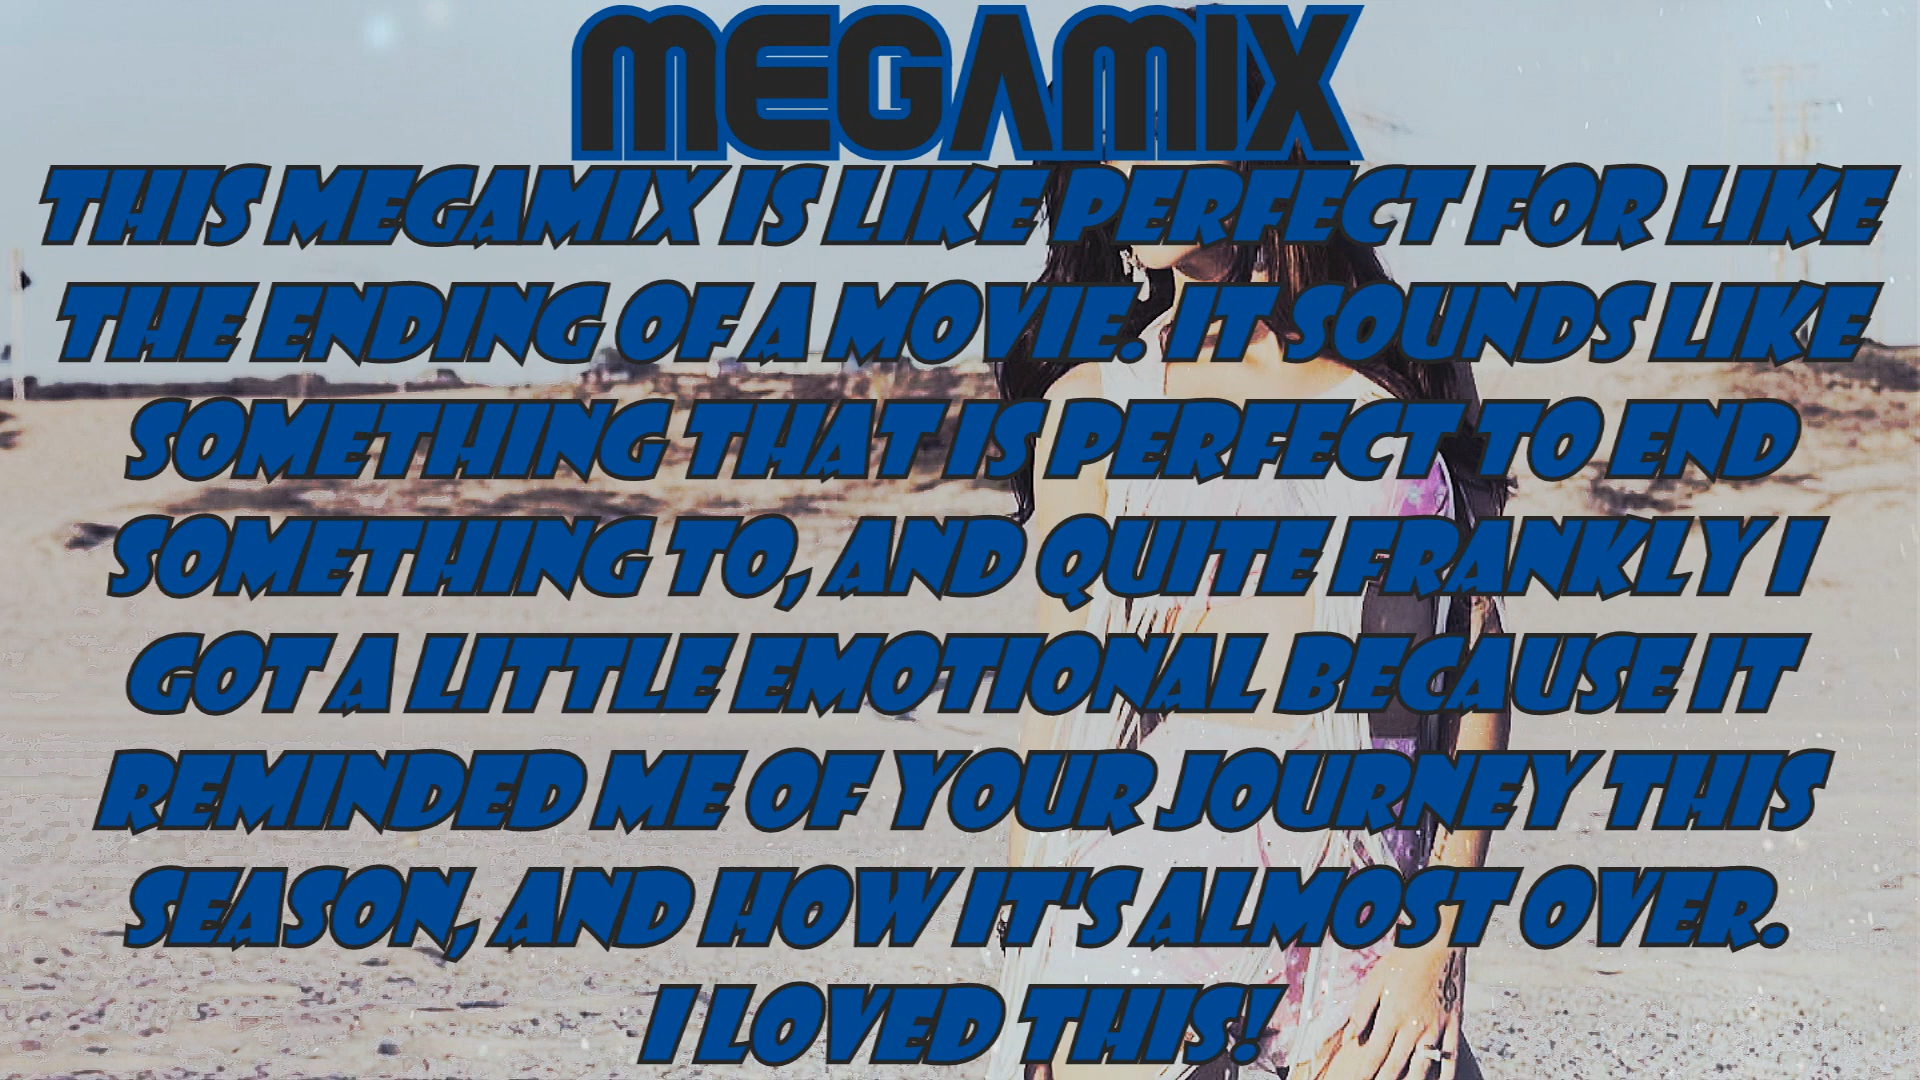 MEGAMIX
THIS MEGAMIX IS LIKE PERFECT FOR LIKE
THE ENDING OF A MOVIE. IT SOUNDS LIKE
SOMETHING THAT IS PERFECT TO END
SOMETHING TO, AND QUITE FRANKLY I
GOT A LITTLE EMOTIONAL BECAUSE IT
REMINDED ME OF YOUR JOURNEY THIS
SEASON, AND HOW IT'S ALMOST OVER.
I LOVED THIS!